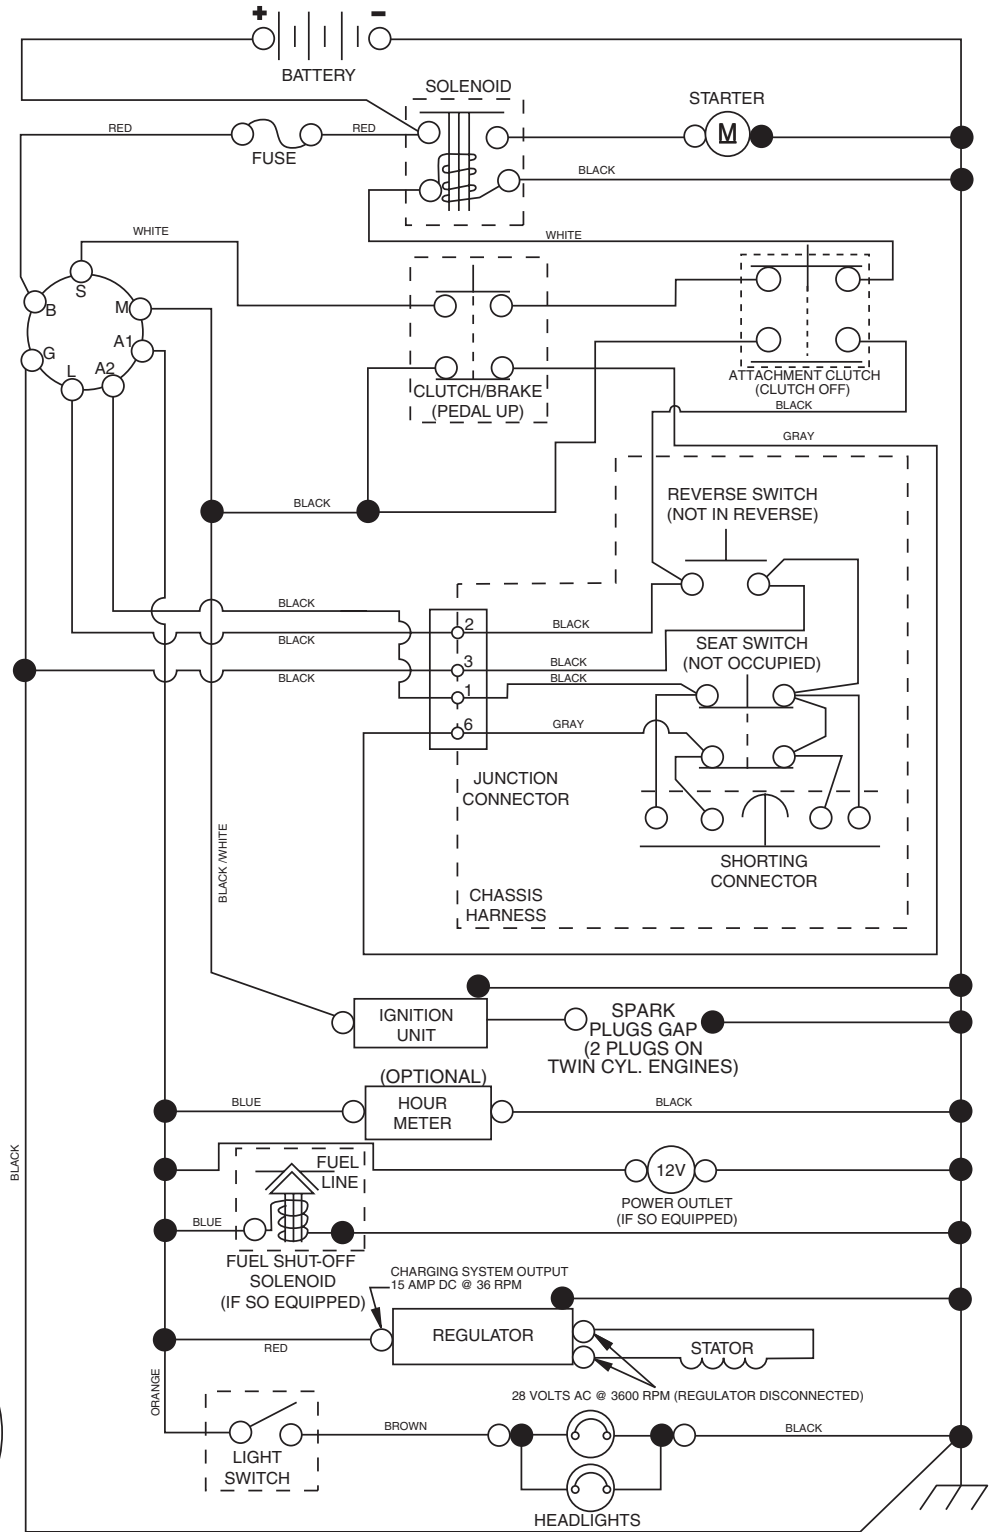 + -
BATTERY
SOLENOID
STARTER
RED
FUSE
RED
M
BLACK
WHITE
WHITE
S
B
M
G
A1
L
A2
CLUTCH/BRAKE
(PEDAL UP)
ATTACHMENT CLUTCH
(CLUTCH OFF)
BLACK
GRAY
BLACK
REVERSE SWITCH
(NOT IN REVERSE)
BLACK
BLACK
2
BLACK
SEAT SWITCH
(NOT OCCUPIED)
BLACK
3
BLACK
1
BLACK
6
GRAY
JUNCTION
CONNECTOR
SHORTING
CONNECTOR
CHASSIS
HARNESS
BLACK /WHITE
IGNITION
UNIT
SPARK
PLUGS GAP
(2 PLUGS ON
TWIN CYL. ENGINES)
(OPTIONAL)
HOUR
METER
BLUE
BLACK
BLACK
FUEL
LINE
12V
POWER OUTLET
(IF SO EQUIPPED)
BLUE
FUEL SHUT-OFF
SOLENOID
(IF SO EQUIPPED)
CHARGING SYSTEM OUTPUT
15 AMP DC @ 36 RPM
REGULATOR
RED
STATOR
28 VOLTS AC @ 3600 RPM (REGULATOR DISCONNECTED)
ORANGE
LIGHT
SWITCH
BROWN
BLACK
HEADLIGHTS